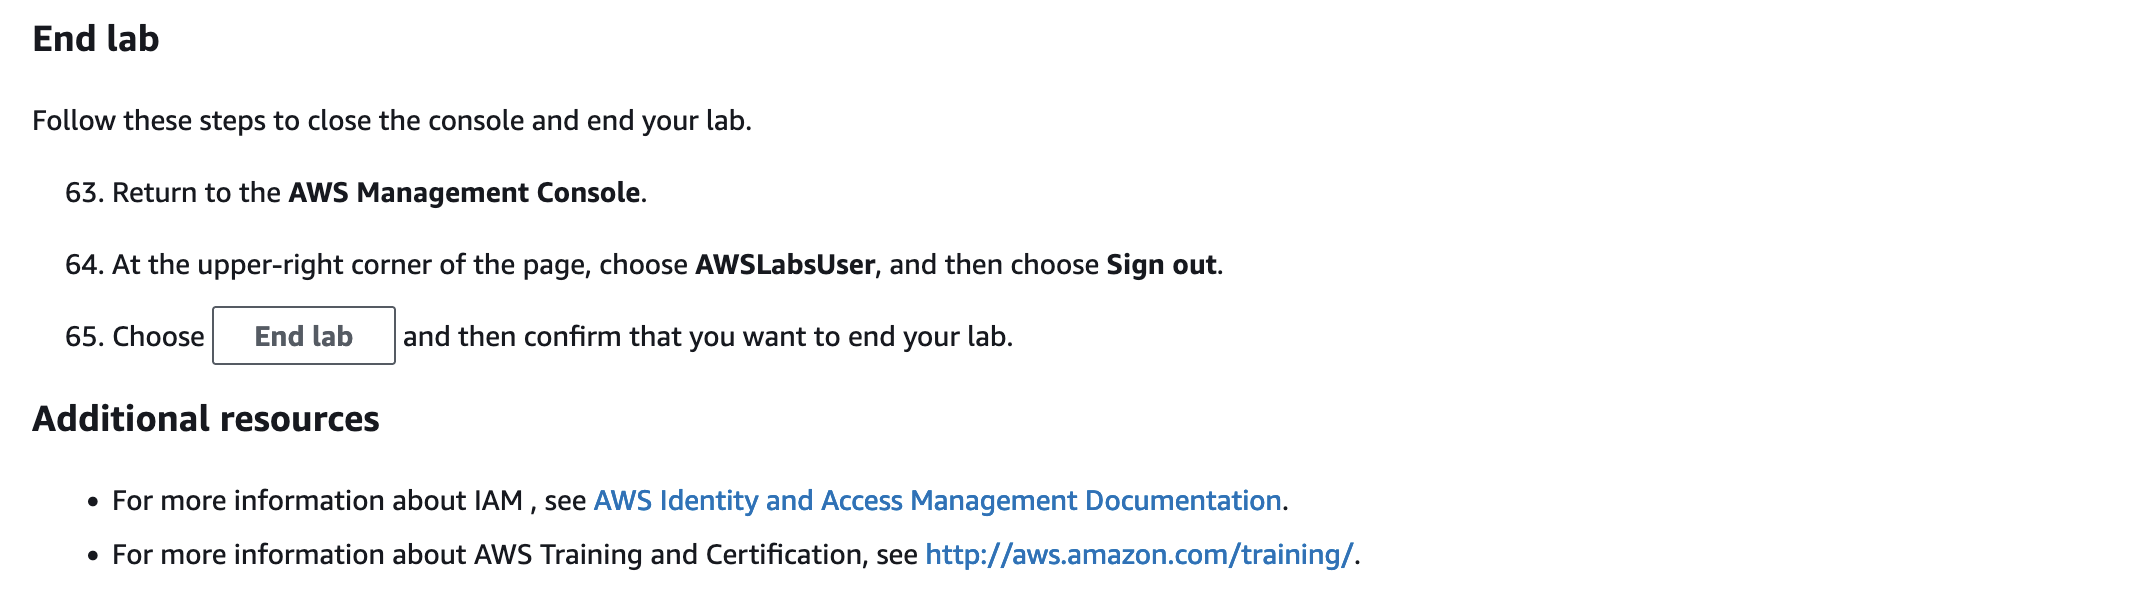 End lab
Follow these steps to close the console and end your lab.
63. Return to the AWS Management Console.
64. At the upper-right corner of the page, choose AWSLabsUser, and then choose Sign out.
65. Choose End lab and then confirm that you want to end your lab.
Additional resources
• For more information about IAM , see AWS Identity and Access Management Documentation.
• For more information about AWS Training and Certification, see http://aws.amazon.com/training/.